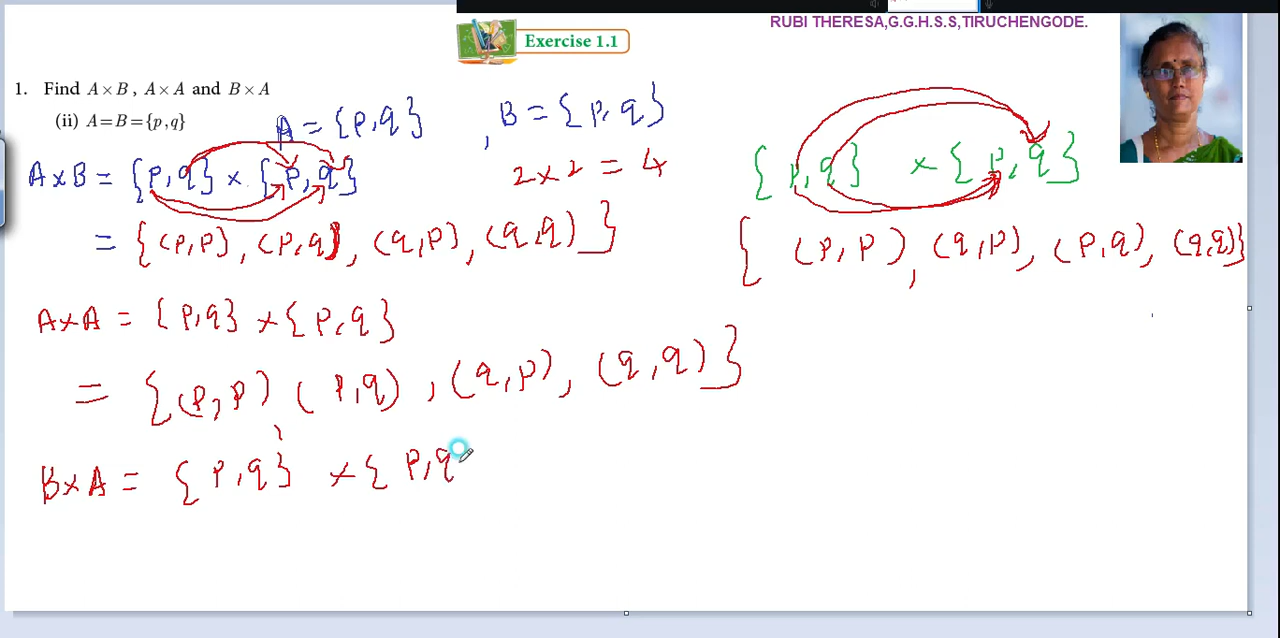 RUBI THERESA,G.G.H.S.S,TIRUCHENGODE.
Exercise 1.1
1. Find A×B, A×A and B×A
(ii) A=B={p,q}
A = {p,q} , B = {p,q}
A×B = {p,q} × {p,q}
2×2 = 4
= {(p,p), (p,q), (q,p), (q,q)}
{p,q} × {p,q}
{(p,p), (q,p), (p,q), (q,q)}
A×A = {p,q} × {p,q}
= {(p,p), (p,q), (q,p), (q,q)}
B×A = {p,q} × {p,q